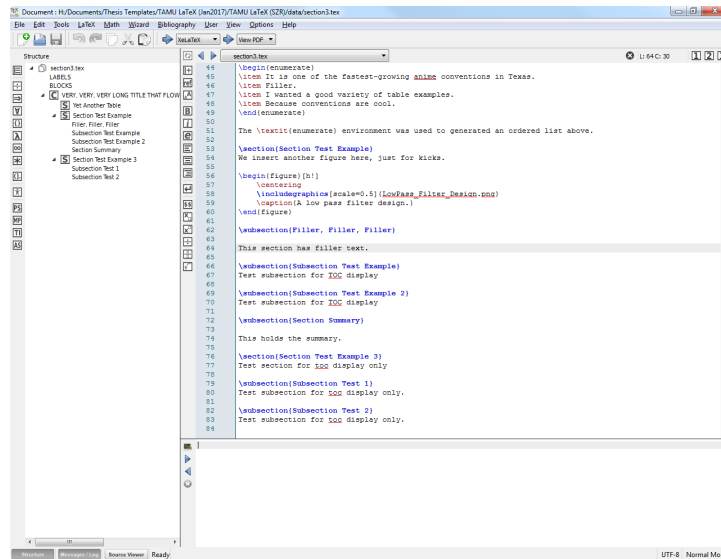 Document : H:/Documents/Thesis Templates/TAMU LaTeX (Jan2017)/TAMU LaTeX (SZR)/data/section3.tex
File Edit Tools LaTeX Math Wizard Bibliography User View Options Help
XeLaTeX View PDF
Structure
section3.tex L: 64 C: 30 1 2
section3.tex
LABELS
BLOCKS
VERY, VERY, VERY LONG TITLE THAT FLOW
Yet Another Table
Section Test Example
Filler, Filler, Filler
Subsection Test Example
Subsection Test Example 2
Section Summary
Section Test Example 3
Subsection Test 1
Subsection Test 2
44 \begin{enumerate}
45 \item It is one of the fastest-growing anime conventions in Texas.
46 \item Filler.
47 \item I wanted a good variety of table examples.
48 \item Because conventions are cool.
49 \end{enumerate}
50
51 The \textit{enumerate} environment was used to generated an ordered list above.
52
53 \section{Section Test Example}
54 We insert another figure here, just for kicks.
55
56 \begin{figure}[h!]
57 \centering
58 \includegraphics[scale=0.5]{LowPass_Filter_Design.png}
59 \caption{A low pass filter design.}
60 \end{figure}
61
62 \subsection{Filler, Filler, Filler}
63
64 This section has filler text.
65
66 \subsection{Subsection Test Example}
67 Test subsection for TOC display
68
69 \subsection{Subsection Test Example 2}
70 Test subsection for TOC display
71
72 \subsection{Section Summary}
73
74 This holds the summary.
75
76 \section{Section Test Example 3}
77 Test section for toc display only
78
79 \subsection{Subsection Test 1}
80 Test subsection for toc display only.
81
82 \subsection{Subsection Test 2}
83 Test subsection for toc display only.
84
Structure Messages / Log Source Viewer Ready UTF-8 Normal Mo